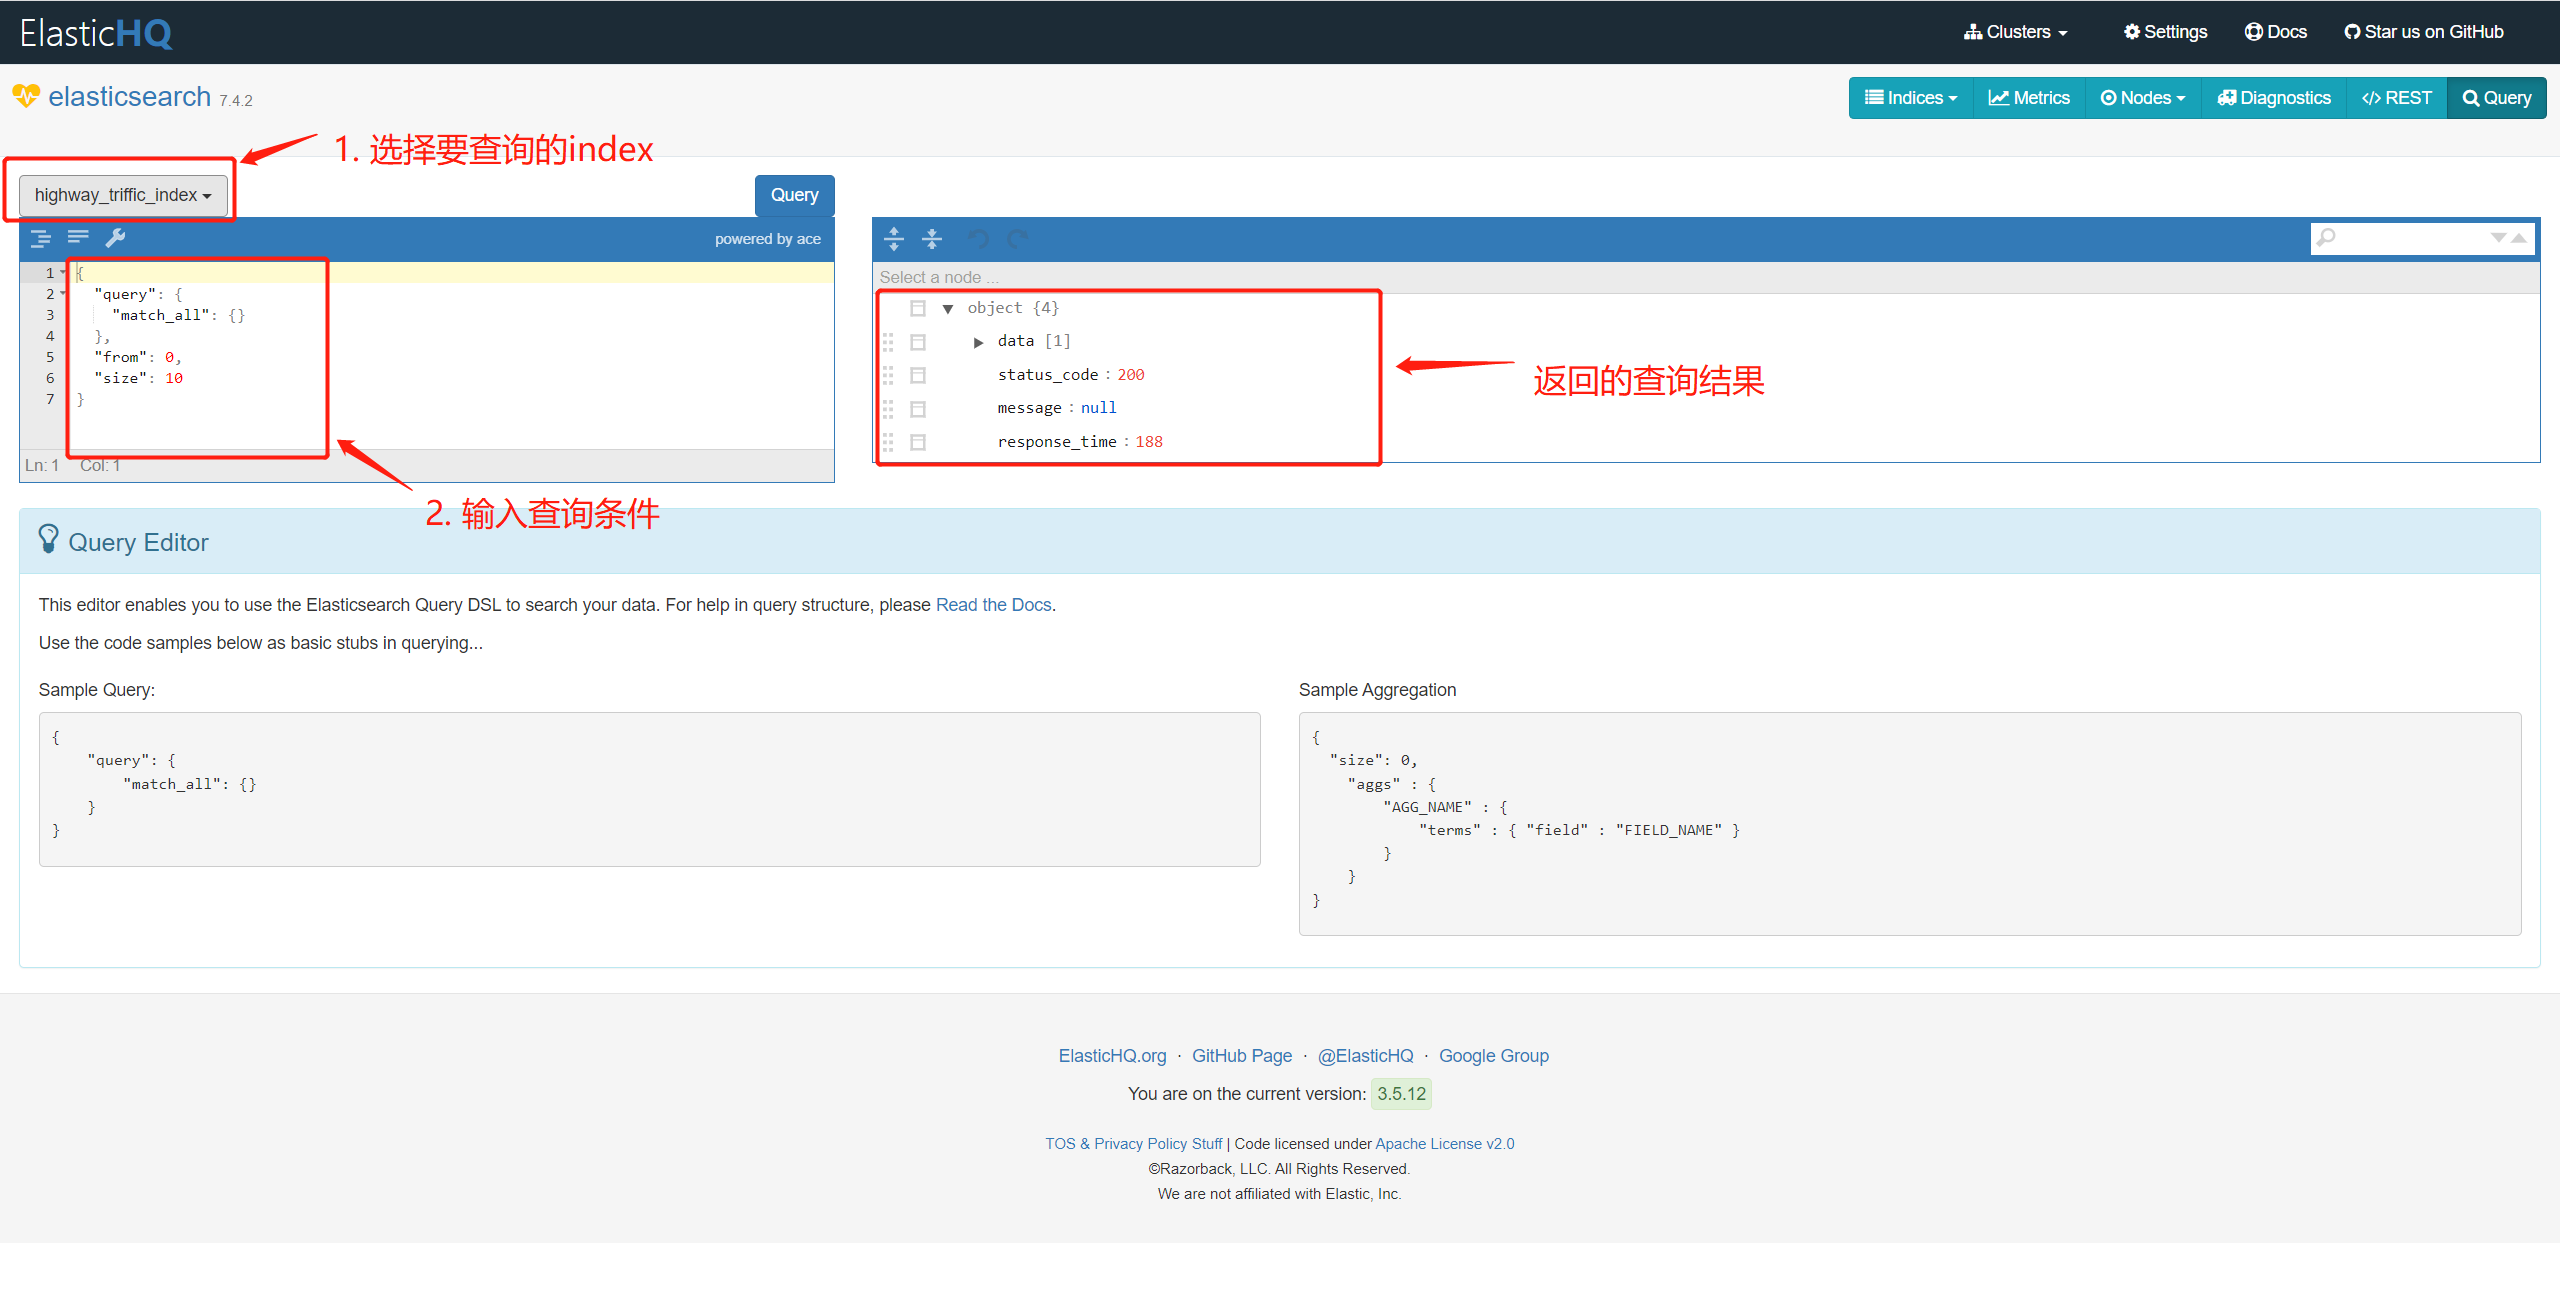 ElasticHQ
Clusters
Settings
Docs
Star us on GitHub
elasticsearch 7.4.2
Indices
Metrics
Nodes
Diagnostics
</> REST
Query
1. 选择要查询的index
highway_triffic_index
Query
powered by ace
1 {
2 "query": {
3 "match_all": {}
4 },
5 "from": 0,
6 "size": 10
7 }
Ln: 1 Col: 1
2. 输入查询条件
Select a node ...
object {4}
data [1]
status_code : 200
message : null
response_time : 188
返回的查询结果
Query Editor
This editor enables you to use the Elasticsearch Query DSL to search your data. For help in query structure, please Read the Docs.
Use the code samples below as basic stubs in querying...
Sample Query:
{
"query": {
"match_all": {}
}
}
Sample Aggregation
{
"size": 0,
"aggs" : {
"AGG_NAME" : {
"terms" : { "field" : "FIELD_NAME" }
}
}
}
ElasticHQ.org · GitHub Page · @ElasticHQ · Google Group
You are on the current version: 3.5.12
TOS & Privacy Policy Stuff | Code licensed under Apache License v2.0
©Razorback, LLC. All Rights Reserved.
We are not affiliated with Elastic, Inc.